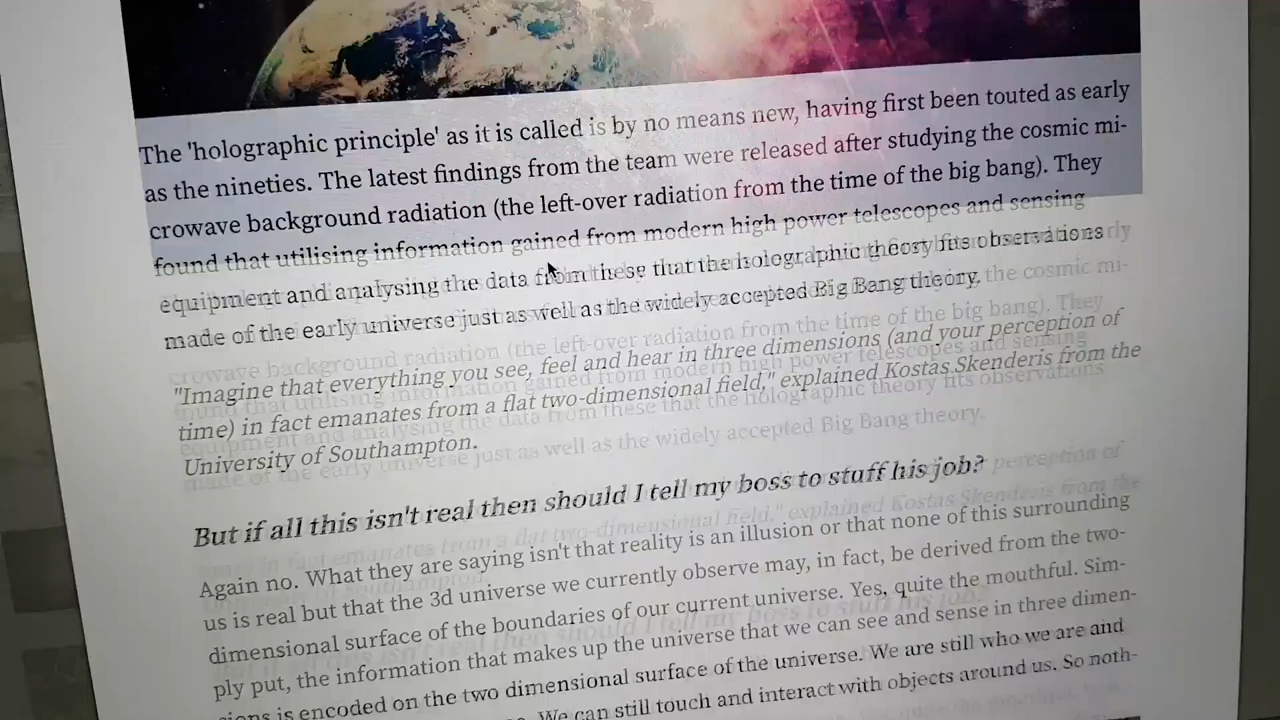 The 'holographic principle' as it is called is by no means new, having first been touted as early
as the nineties. The latest findings from the team were released after studying the cosmic mi-
crowave background radiation (the left-over radiation from the time of the big bang). They
found that utilising information gained from modern high power telescopes and sensing
equipment and analysing the data from these that the holographic theory fits observations
made of the early universe just as well as the widely accepted Big Bang theory.
"Imagine that everything you see, feel and hear in three dimensions (and your perception of
time) in fact emanates from a flat two-dimensional field," explained Kostas Skenderis from the
University of Southampton.
But if all this isn't real then should I tell my boss to stuff his job?
Again no. What they are saying isn't that reality is an illusion or that none of this surrounding
us is real but that the 3d universe we currently observe may, in fact, be derived from the two-
dimensional surface of the boundaries of our current universe. Yes, quite the mouthful. Sim-
ply put, the information that makes up the universe that we can see and sense in three dimen-
sions is encoded on the two dimensional surface of the universe. We are still who we are and
We can still touch and interact with objects around us. So noth-